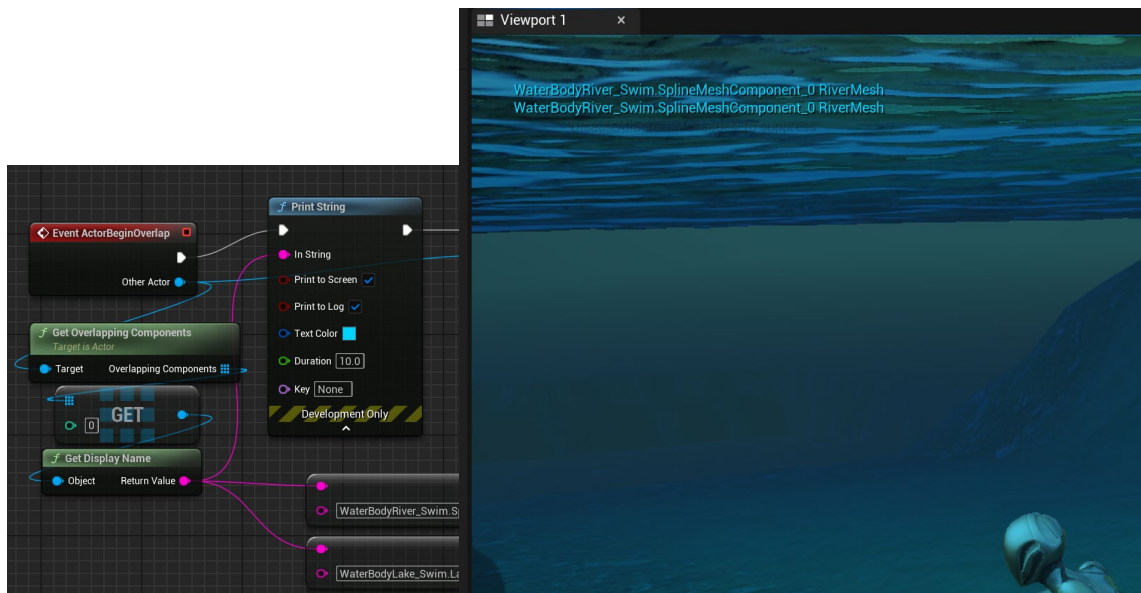 Viewport 1
WaterBodyRiver_Swim.SplineMeshComponent_0 RiverMesh
WaterBodyRiver_Swim.SplineMeshComponent_0 RiverMesh
Event ActorBeginOverlap
Other Actor
Get Overlapping Components
Target is Actor
Target Overlapping Components
0
GET
Get Display Name
Object Return Value
Print String
In String
Print to Screen
Print to Log
Text Color
Duration 10.0
Key None
Development Only
WaterBodyRiver_Swim.Sp
WaterBodyLake_Swim.La